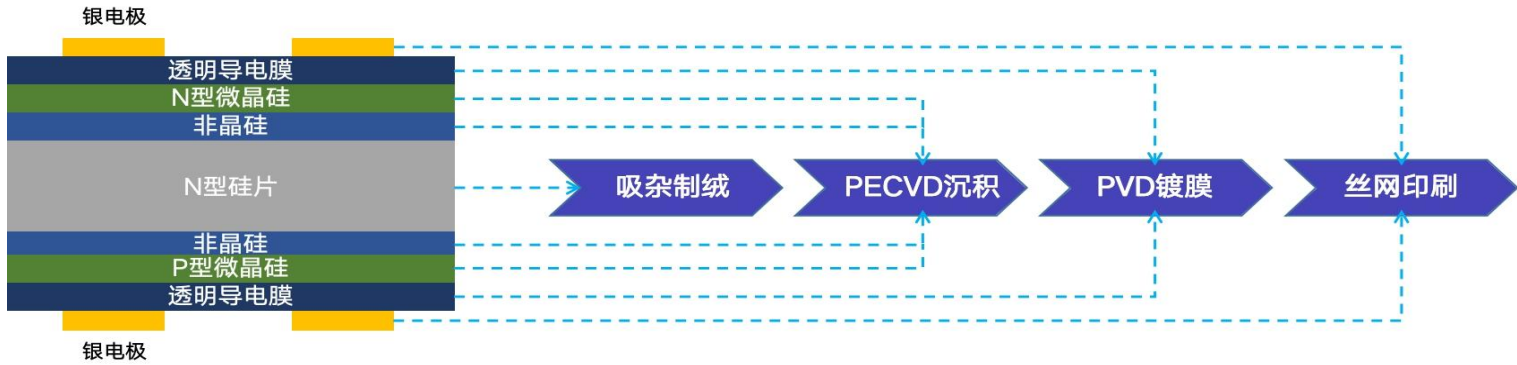 银电极
透明导电膜
N型微晶硅
非晶硅
N型硅片
非晶硅
P型微晶硅
透明导电膜
银电极
吸杂制绒
PECVD沉积
PVD镀膜
丝网印刷